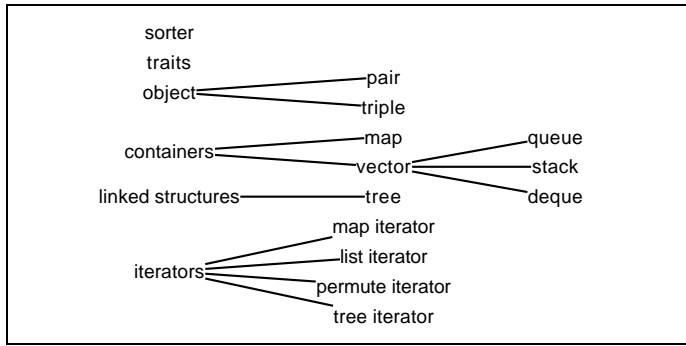 sorter
traits
object
pair
triple
containers
map
vector
queue
stack
deque
linked structures
tree
iterators
map iterator
list iterator
permute iterator
tree iterator